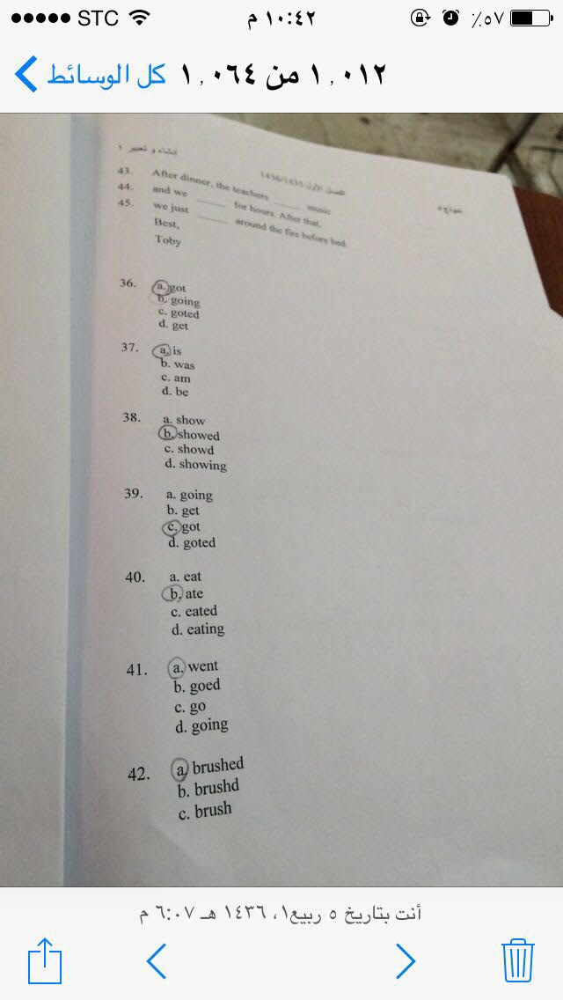 STC ١٠:٤٢ م ٪٥٧
١,٠١٢ من ١,٠٦٤ كل الوسائط
إنشاء و تعبير ١
الفصل الأول 1436/1435
نموذج
43. After dinner, the teachers _____ music
44. and we _____ for hours. After that,
45. we just _____ around the fire before bed.
Best,
Toby
36. a. got
b. going
c. goted
d. get
37. a. is
b. was
c. am
d. be
38. a. show
b. showed
c. showd
d. showing
39. a. going
b. get
c. got
d. goted
40. a. eat
b. ate
c. eated
d. eating
41. a. went
b. goed
c. go
d. going
42. a. brushed
b. brushd
c. brush
أنت بتاريخ ٥ ربيع١، ١٤٣٦ هـ ٦:٠٧ م